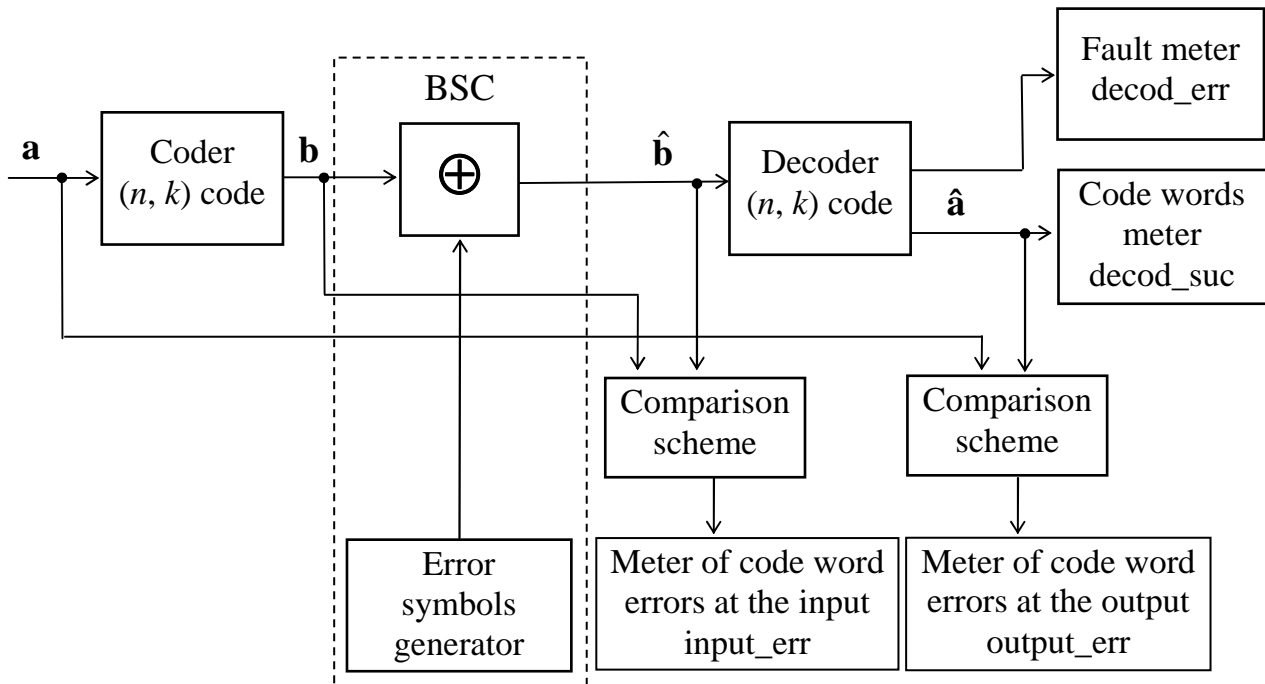 Fault meter
decod_err
BSC
a
Coder
(n, k) code
b
⊕
b̂
Decoder
(n, k) code
â
Code words
meter
decod_suc
Comparison
scheme
Comparison
scheme
Error
symbols
generator
Meter of code word
errors at the input
input_err
Meter of code word
errors at the output
output_err